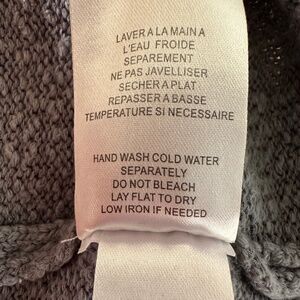 LAVER A LA MAIN A
L'EAU FROIDE
SEPAREMENT
NE PAS JAVELLISER
SECHER A PLAT
REPASSER A BASSE
TEMPERATURE SI NECESSAIRE
HAND WASH COLD WATER
SEPARATELY
DO NOT BLEACH
LAY FLAT TO DRY
LOW IRON IF NEEDED